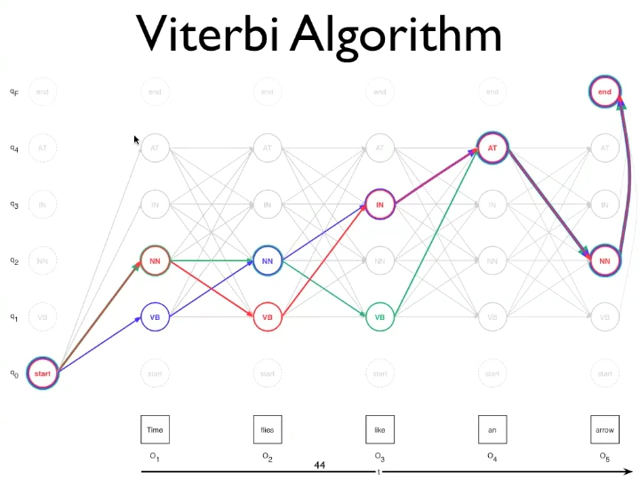 Viterbi Algorithm
qF end end end end end end
q4 AT AT AT AT AT AT
q3 IN IN IN IN IN IN
q2 NN NN NN NN NN NN
q1 VB VB VB VB VB VB
q0 start start start start start start
Time flies like an arrow
O1 O2 O3 O4 O5
44
t